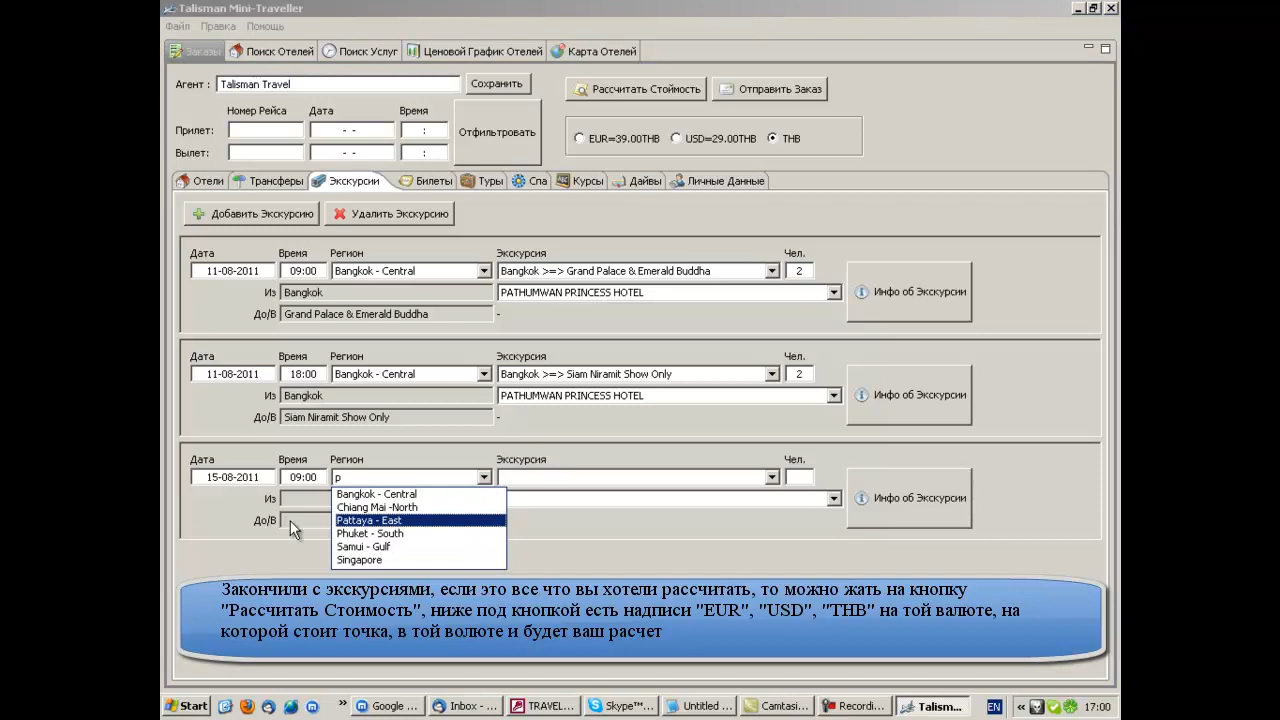 Talisman Mini-Traveller
Файл Правка Помощь
Заказы Поиск Отелей Поиск Услуг Ценовой График Отелей Карта Отелей
Агент : Talisman Travel Сохранить Рассчитать Стоимость Отправить Заказ
Номер Рейса Дата Время
Прилет: - - : Отфильтровать EUR=39.00THB USD=29.00THB THB
Вылет: - - :
Отели Трансферы Экскурсии Билеты Туры Спа Курсы Дайвы Личные Данные
Добавить Экскурсию Удалить Экскурсию
Дата Время Регион Экскурсия Чел.
11-08-2011 09:00 Bangkok - Central Bangkok >=> Grand Palace & Emerald Buddha 2
Из Bangkok PATHUMWAN PRINCESS HOTEL Инфо об Экскурсии
До/В Grand Palace & Emerald Buddha -
Дата Время Регион Экскурсия Чел.
11-08-2011 18:00 Bangkok - Central Bangkok >=> Siam Niramit Show Only 2
Из Bangkok PATHUMWAN PRINCESS HOTEL Инфо об Экскурсии
До/В Siam Niramit Show Only -
Дата Время Регион Экскурсия Чел.
15-08-2011 09:00 p
Из Инфо об Экскурсии
До/В
Bangkok - Central
Chiang Mai -North
Pattaya - East
Phuket - South
Samui - Gulf
Singapore
Закончили с экскурсиями, если это все что вы хотели рассчитать, то можно жать на кнопку
"Рассчитать Стоимость", ниже под кнопкой есть надписи "EUR", "USD", "THB" на той валюте, на
которой стоит точка, в той волюте и будет ваш расчет
Start » Google ... Inbox - ... TRAVEL... Skype™... Untitled ... Camtasi... Recordi... Talism... EN « 17:00